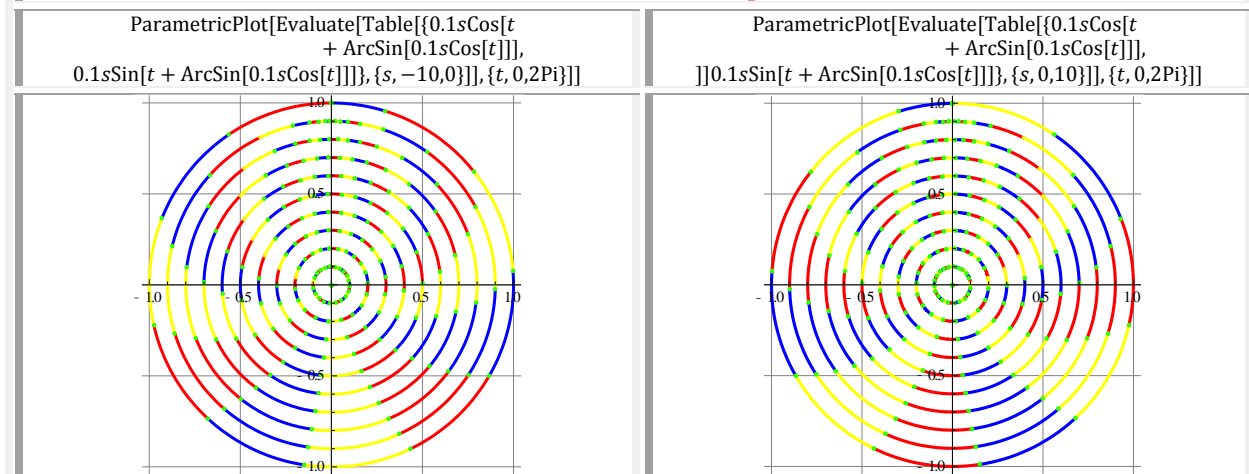 ParametricPlot[Evaluate[Table[{0.1sCos[t
+ ArcSin[0.1sCos[t]]],
0.1sSin[t + ArcSin[0.1sCos[t]]]},{s,−10,0}]],{t,0,2Pi}]]
ParametricPlot[Evaluate[Table[{0.1sCos[t
+ ArcSin[0.1sCos[t]]],
]]0.1sSin[t + ArcSin[0.1sCos[t]]]},{s,0,10}]],{t,0,2Pi}]]
1.0
0.5
- 1.0 - 0.5 0.5 1.0
- 0.5
- 1.0
1.0
0.5
- 1.0 - 0.5 0.5 1.0
- 0.5
- 1.0